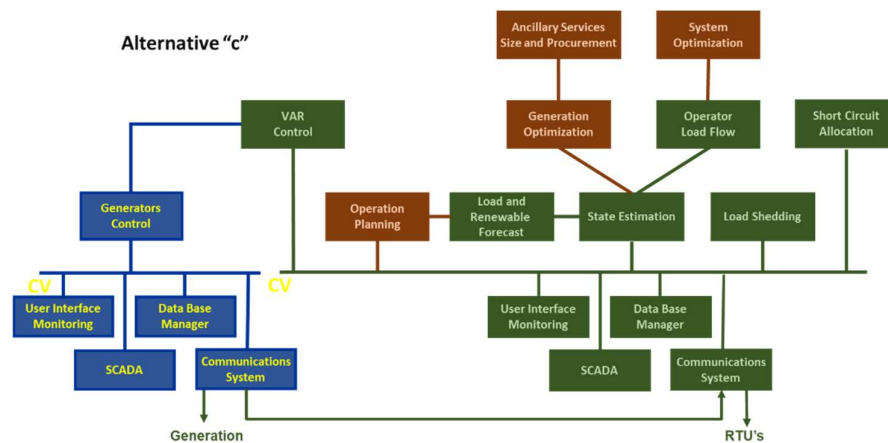 Alternative “c”
Ancillary Services
Size and Procurement
System
Optimization
VAR
Control
Generation
Optimization
Operator
Load Flow
Short Circuit
Allocation
Generators
Control
Operation
Planning
Load and
Renewable
Forecast
State Estimation
Load Shedding
CV
CV
User Interface
Monitoring
Data Base
Manager
User Interface
Monitoring
Data Base
Manager
SCADA
Communications
System
SCADA
Communications
System
Generation
RTU's